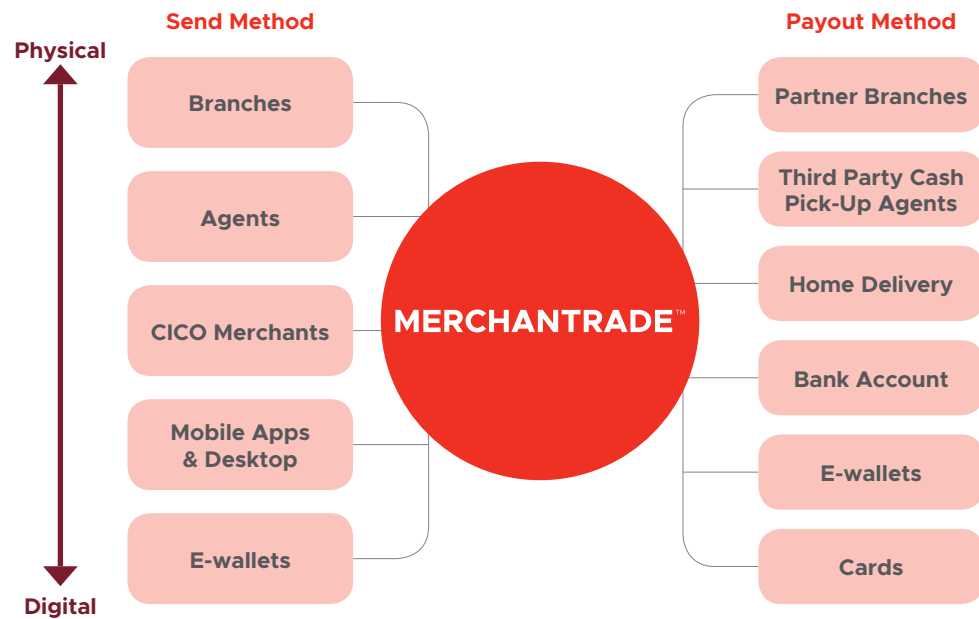 Send Method
Payout Method
Physical
Branches
Agents
CICO Merchants
Mobile Apps
& Desktop
E-wallets
Digital
MERCHANTRADE™
Partner Branches
Third Party Cash
Pick-Up Agents
Home Delivery
Bank Account
E-wallets
Cards